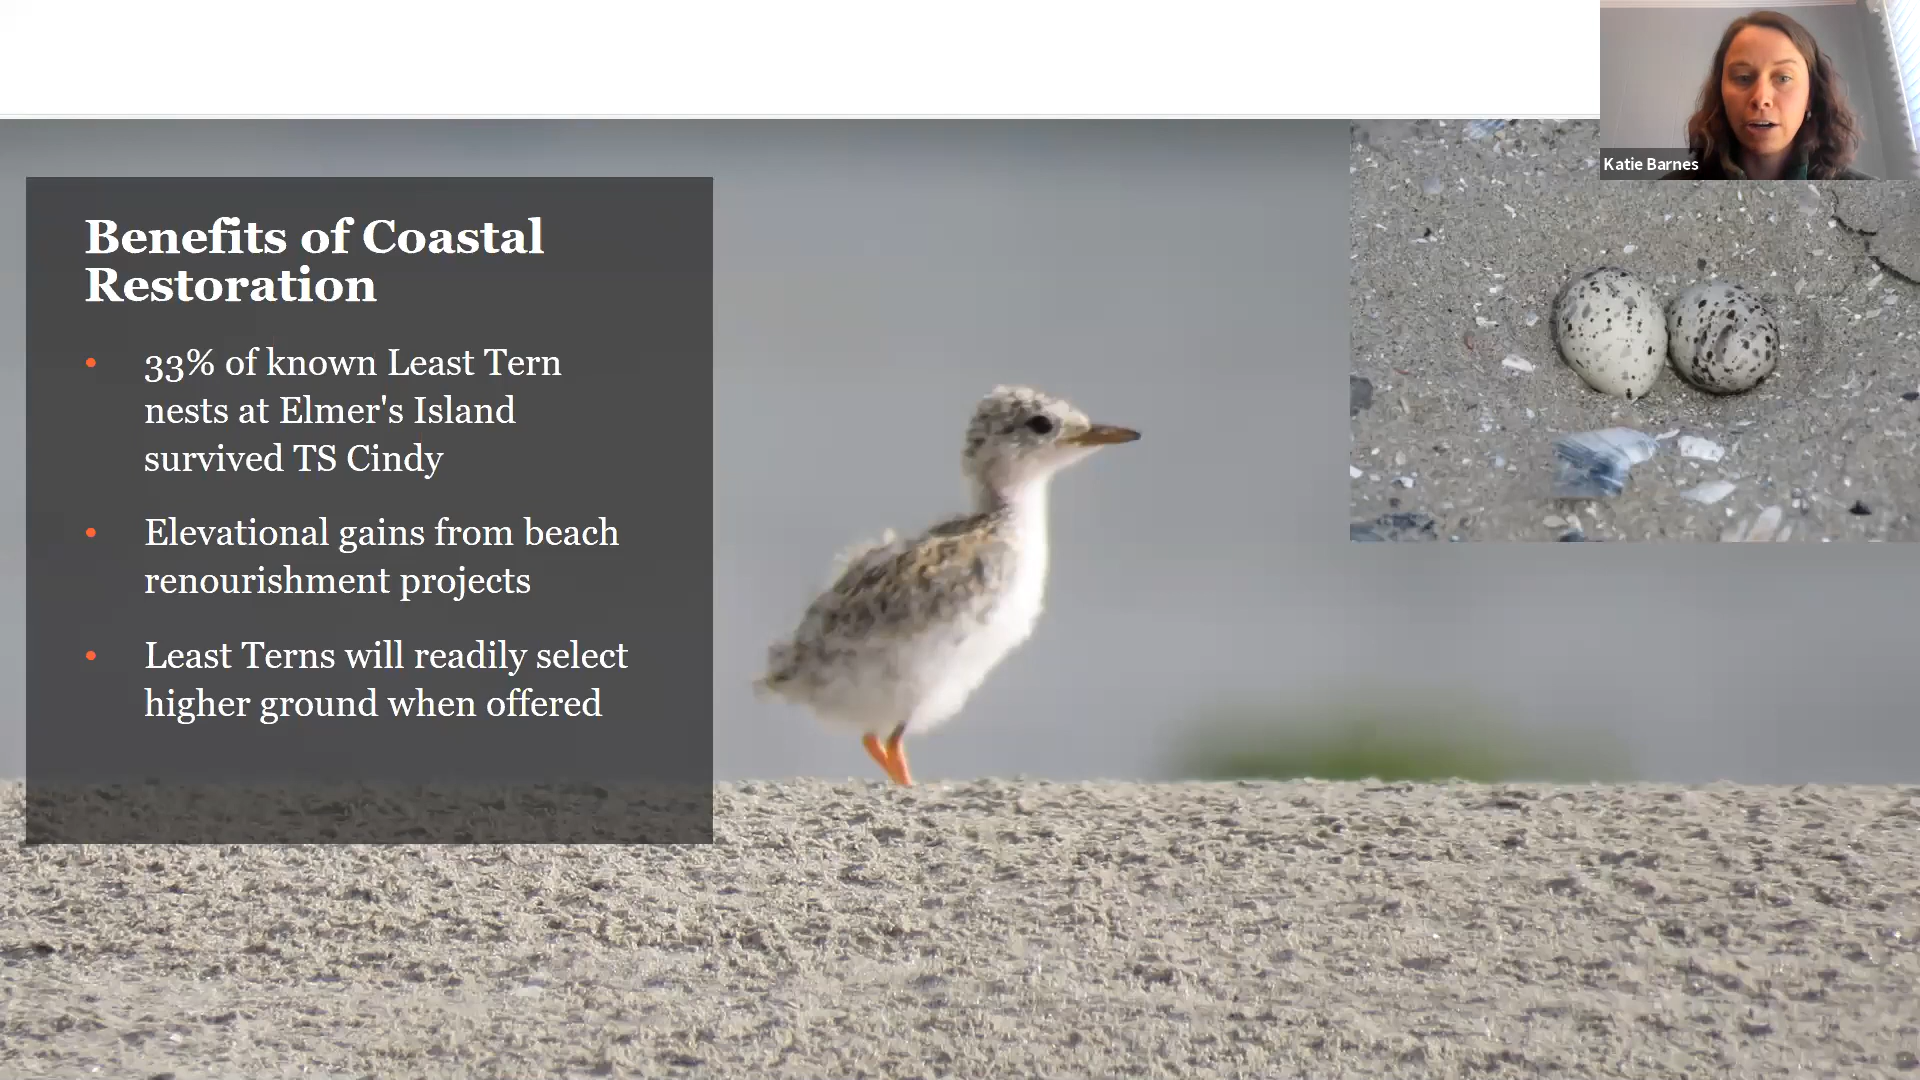 Katie Barnes
Benefits of Coastal
Restoration
• 33% of known Least Tern
nests at Elmer's Island
survived TS Cindy
• Elevational gains from beach
renourishment projects
• Least Terns will readily select
higher ground when offered